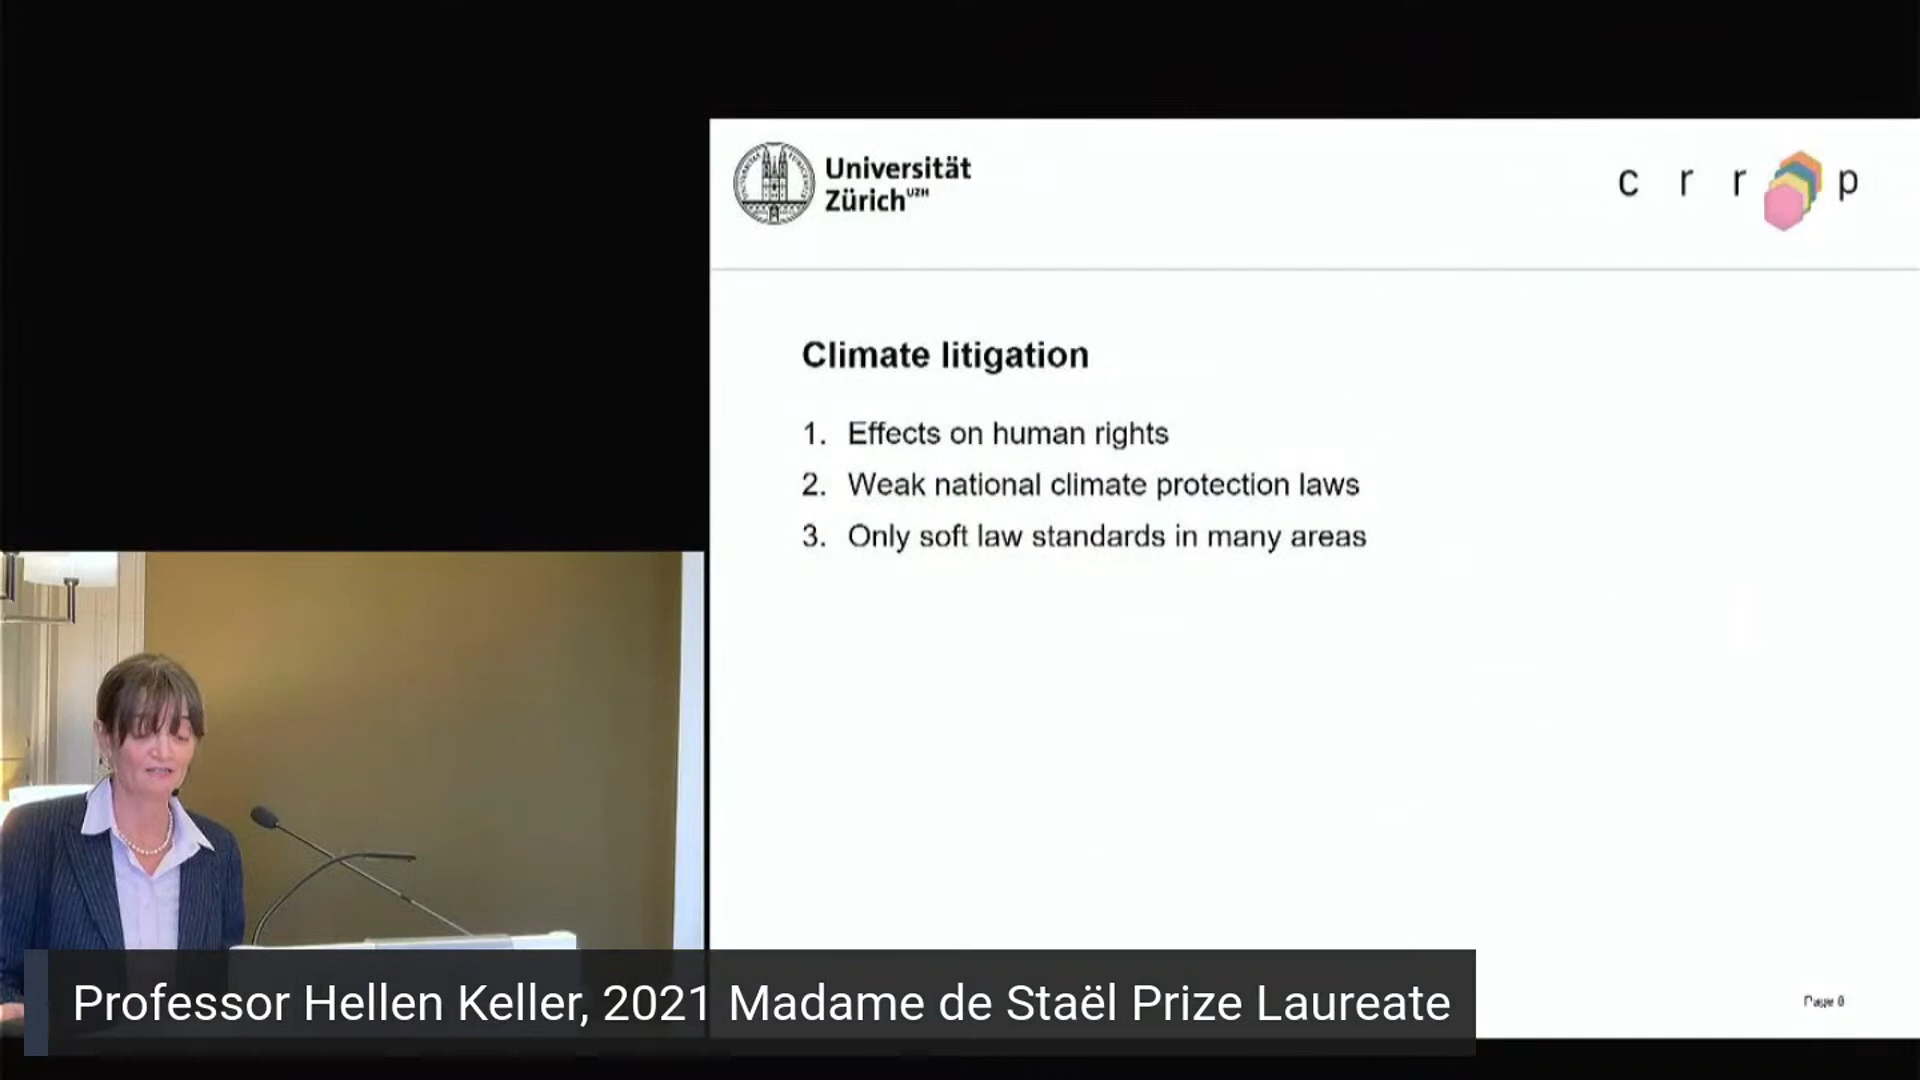 Universität
Zürich UZH
c r r p
Climate litigation
1. Effects on human rights
2. Weak national climate protection laws
3. Only soft law standards in many areas
Professor Hellen Keller, 2021 Madame de Staël Prize Laureate